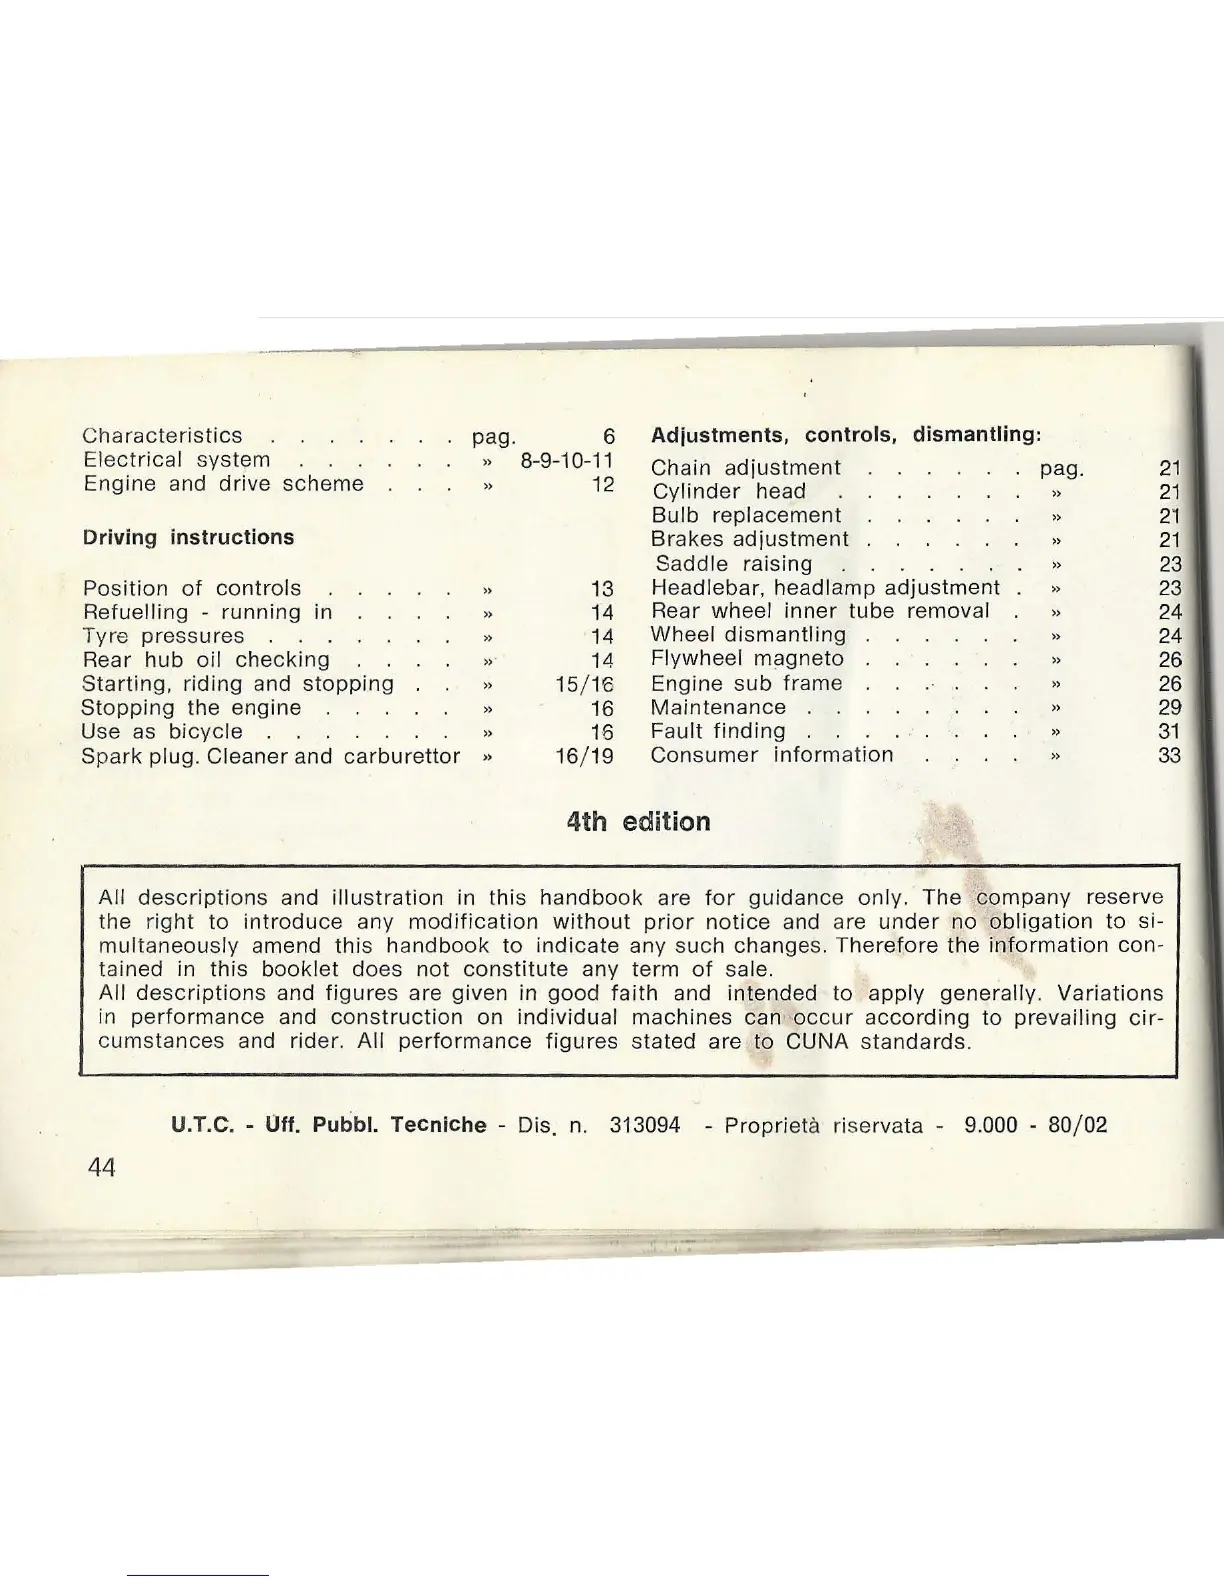 Characteristics . . . . . . . pag. 6
Electrical system . . . . . . » 8-9-10-11
Engine and drive scheme . . . » 12
Driving instructions
Position of controls . . . . . » 13
Refuelling - running in . . . . » 14
Tyre pressures . . . . . . . » 14
Rear hub oil checking . . . . » 14
Starting, riding and stopping . . » 15/16
Stopping the engine . . . . . » 16
Use as bicycle . . . . . . . » 16
Spark plug. Cleaner and carburettor » 16/19
Adjustments, controls, dismantling:
Chain adjustment . . . . . . pag. 21
Cylinder head . . . . . . . » 21
Bulb replacement . . . . . . » 21
Brakes adjustment . . . . . . » 21
Saddle raising . . . . . . . » 23
Headlebar, headlamp adjustment . » 23
Rear wheel inner tube removal . » 24
Wheel dismantling . . . . . . » 24
Flywheel magneto . . . . . . » 26
Engine sub frame . . . . . . » 26
Maintenance . . . . . . . . » 29
Fault finding . . . . . . . . » 31
Consumer information . . . . » 33
4th edition
All descriptions and illustration in this handbook are for guidance only. The company reserve
the right to introduce any modification without prior notice and are under no obligation to si-
multaneously amend this handbook to indicate any such changes. Therefore the information con-
tained in this booklet does not constitute any term of sale.
All descriptions and figures are given in good faith and intended to apply generally. Variations
in performance and construction on individual machines can occur according to prevailing cir-
cumstances and rider. All performance figures stated are to CUNA standards.
U.T.C. - Uff. Pubbl. Tecniche - Dis. n. 313094 - Proprietà riservata - 9.000 - 80/02
44